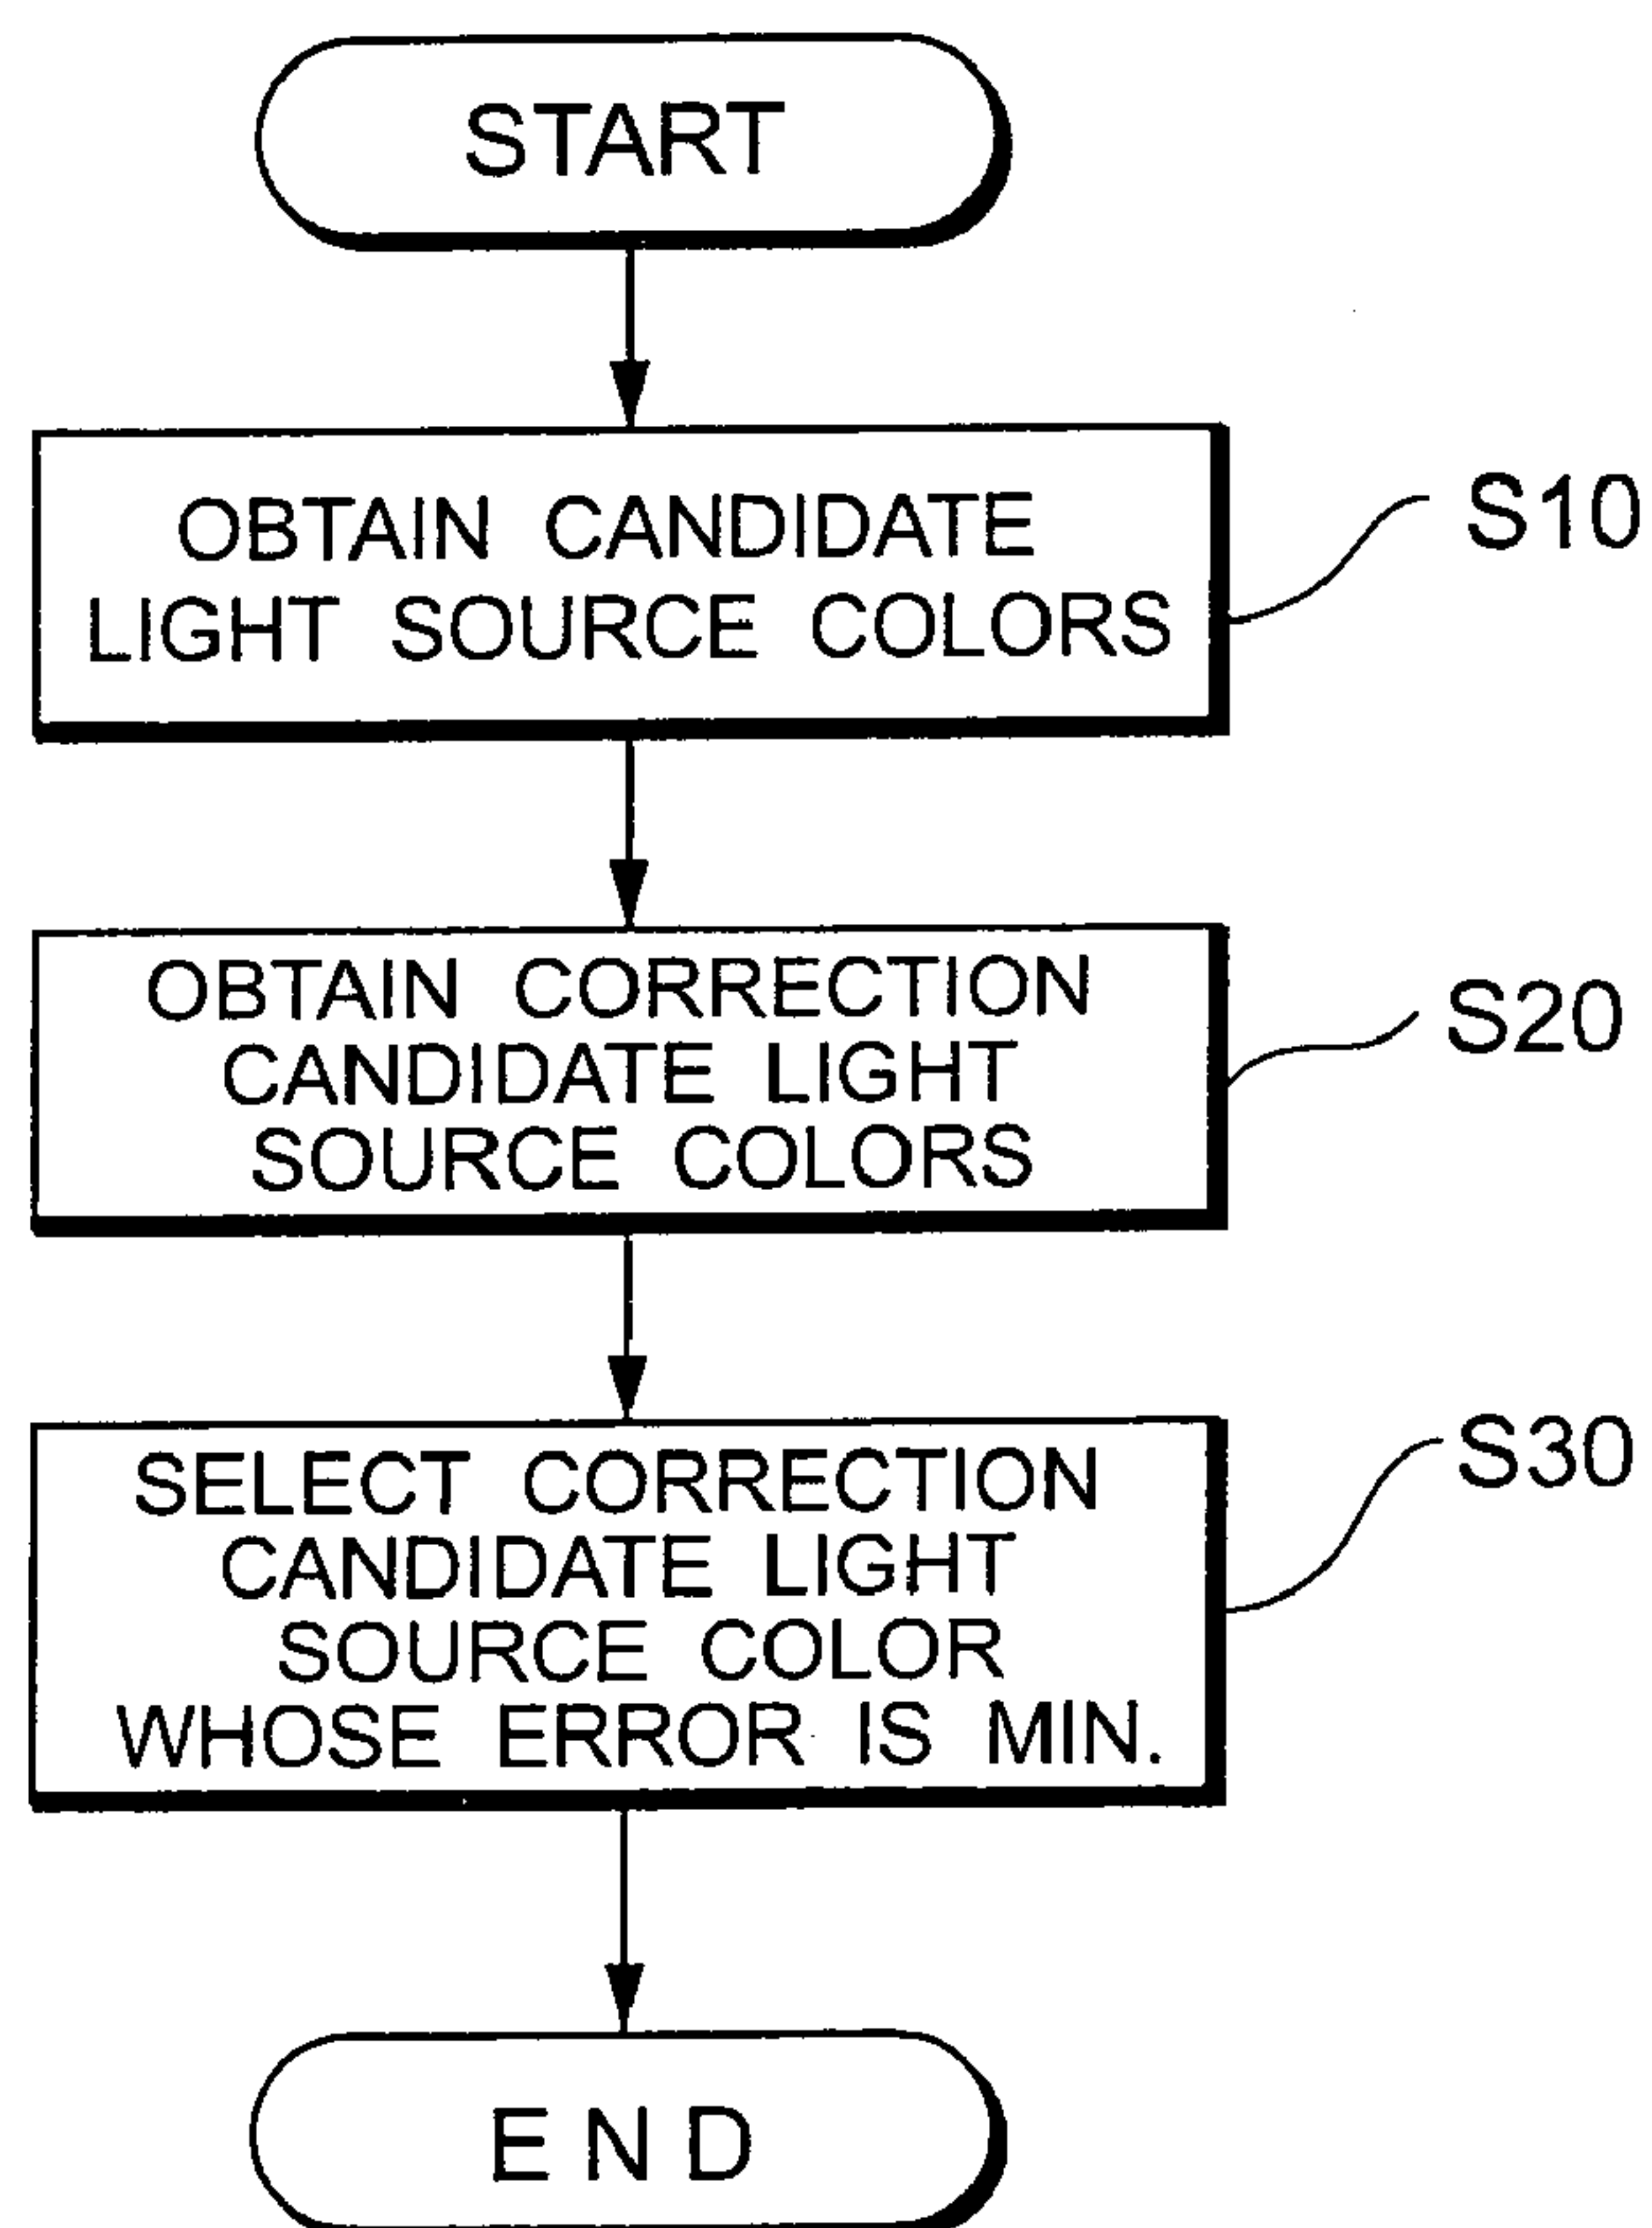 START
OBTAIN CANDIDATE
LIGHT SOURCE COLORS
S10
OBTAIN CORRECTION
CANDIDATE LIGHT
SOURCE COLORS
S20
SELECT CORRECTION
CANDIDATE LIGHT
SOURCE COLOR
WHOSE ERROR IS MIN.
S30
END